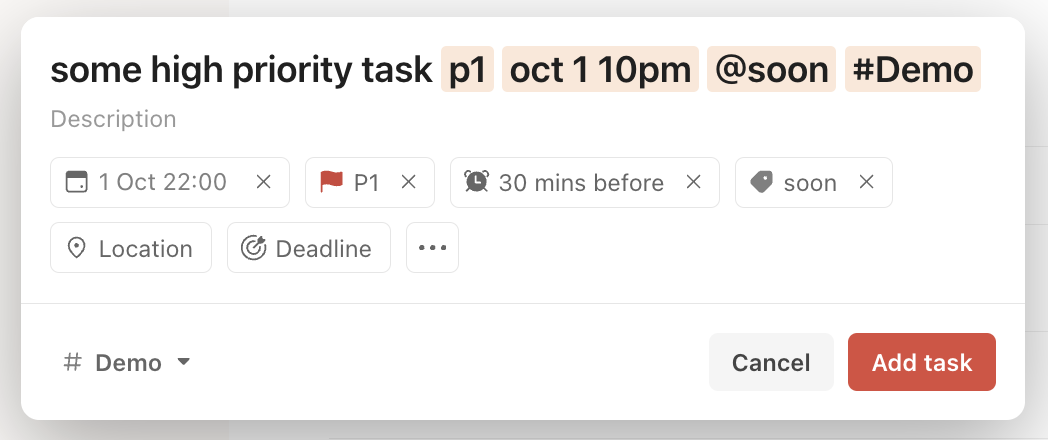 some high priority task p1 oct 1 10pm @soon #Demo
Description
1 Oct 22:00 P1 30 mins before soon
Location Deadline
# Demo Cancel Add task